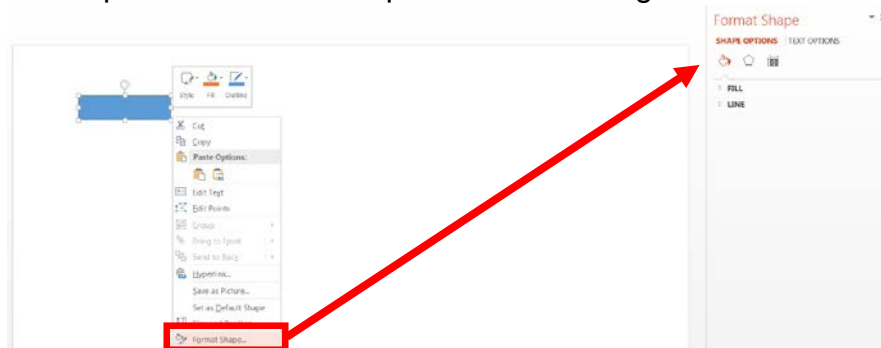 Format Shape
SHAPE OPTIONS TEXT OPTIONS
FILL
LINE
Style Fill Outline
Cut
Copy
Paste Options:
Edit Text
Edit Points
Group
Bring to Front
Send to Back
Hyperlink...
Save as Picture...
Set as Default Shape
Format Shape...